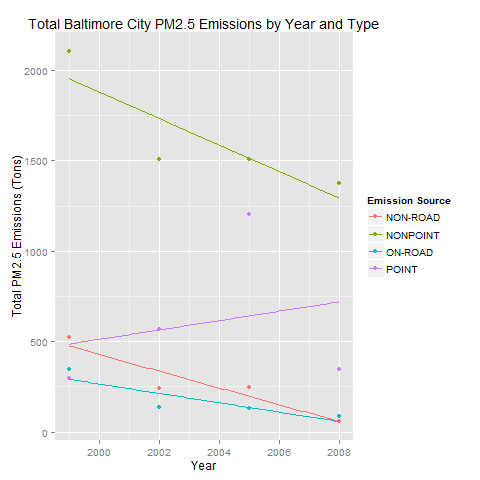 Total Baltimore City PM2.5 Emissions by Year and Type
Total PM2.5 Emissions (Tons)
2000
1500
1000
500
0
2000
2002
2004
2006
2008
Year
Emission Source
NON-ROAD
NONPOINT
ON-ROAD
POINT